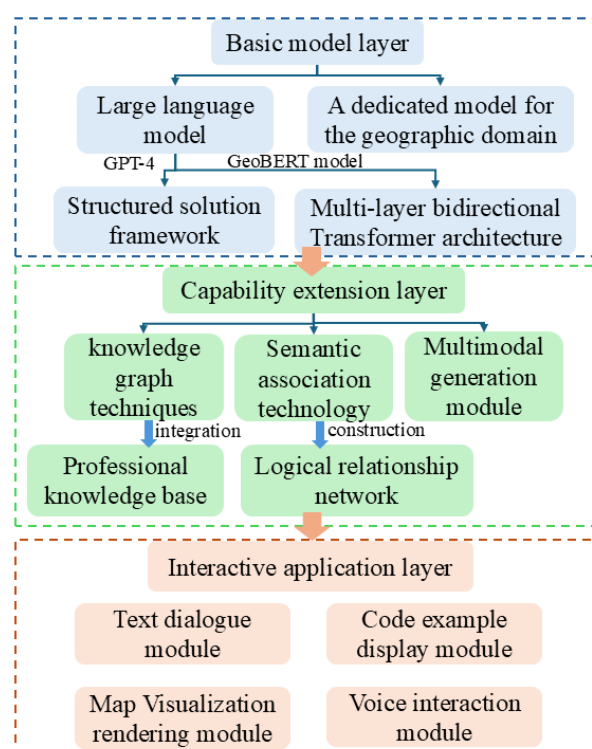 Basic model layer
Large language
model
A dedicated model for
the geographic domain
GPT-4
GeoBERT model
Structured solution
framework
Multi-layer bidirectional
Transformer architecture
Capability extension layer
knowledge
graph
techniques
Semantic
association
technology
Multimodal
generation
module
integration
construction
Professional
knowledge base
Logical relationship
network
Interactive application layer
Text dialogue
module
Code example
display module
Map Visualization
rendering module
Voice interaction
module